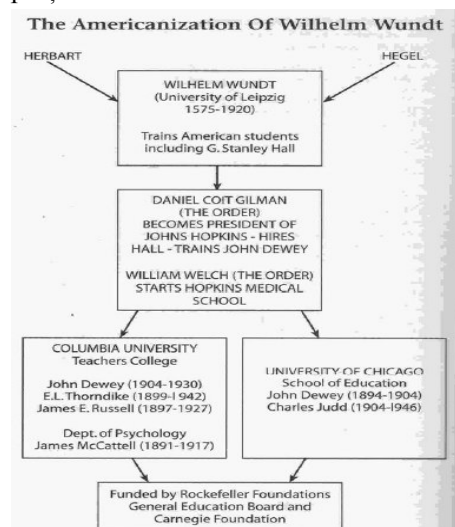 The Americanization Of Wilhelm Wundt
HERBART
HEGEL
WILHELM WUNDT
(University of Leipzig
1575-1920)
Trains American students
including G. Stanley Hall
DANIEL COIT GILMAN
(THE ORDER)
BECOMES PRESIDENT OF
JOHNS HOPKINS - HIRES
HALL - TRAINS JOHN DEWEY
WILLIAM WELCH (THE ORDER)
STARTS HOPKINS MEDICAL
SCHOOL
COLUMBIA UNIVERSITY
Teachers College
John Dewey (1904-1930)
E.L. Thorndike (1899-l 942)
James E. Russell (1897-1927)
Dept. of Psychology
James McCattell (1891-1917)
UNIVERSITY OF CHICAGO
School of Education
John Dewey (1894-1904)
Charles Judd (1904-l946)
Funded by Rockefeller Foundations
General Education Board and
Carnegie Foundation